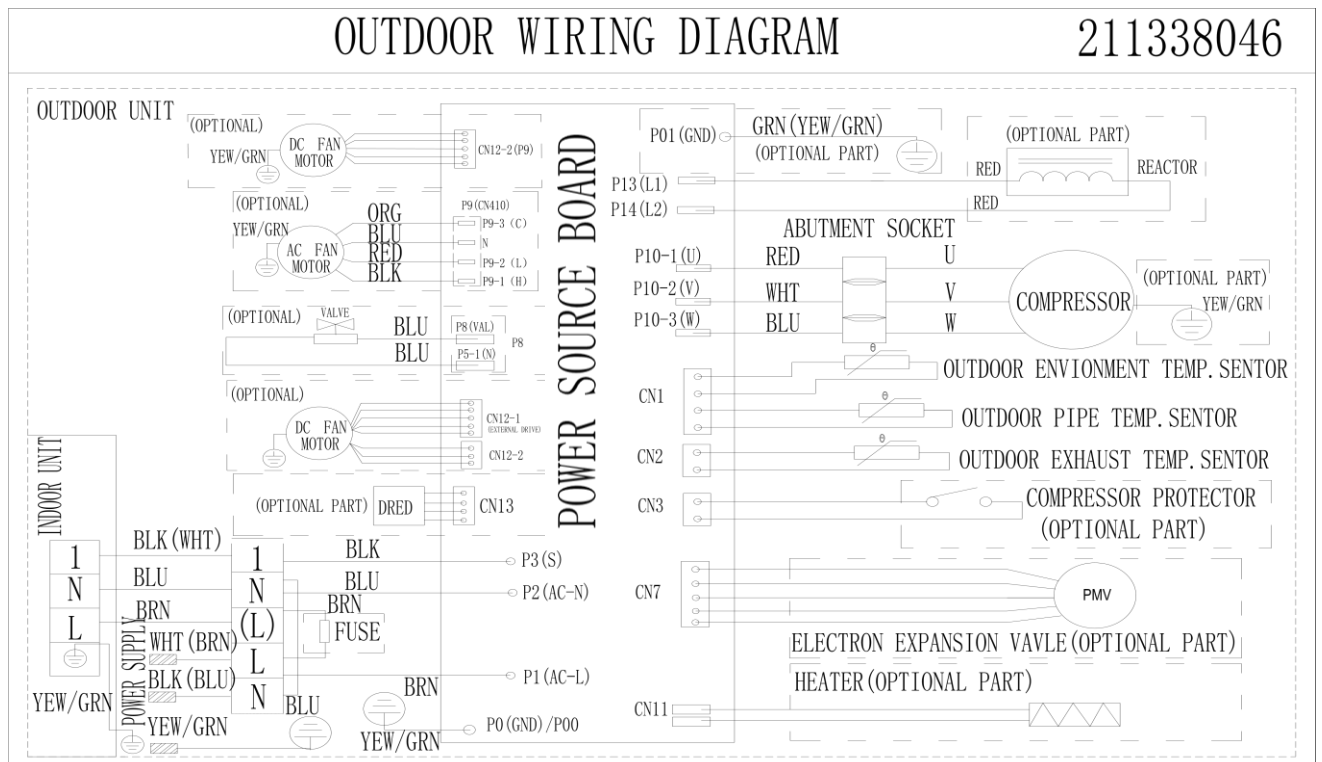 OUTDOOR WIRING DIAGRAM
211338046
OUTDOOR UNIT
(OPTIONAL)
YEW/GRN
DC FAN
MOTOR
CN12-2(P9)
(OPTIONAL)
YEW/GRN
AC FAN
MOTOR
ORG
BLU
RED
BLK
P9(CN410)
P9-3 (C)
N
P9-2 (L)
P9-1 (H)
(OPTIONAL)
VALVE
BLU
BLU
P8(VAL)
P5-1(N)
P8
(OPTIONAL)
DC FAN
MOTOR
CN12-1
(EXTERNAL DRIVE)
CN12-2
(OPTIONAL PART)
DRED
CN13
POWER SOURCE BOARD
INDOOR UNIT
1
N
L
YEW/GRN
BLK(WHT)
BLU
BRN
POWER SUPPLY
WHT(BRN)
BLK(BLU)
YEW/GRN
1
N
(L)
L
N
BLK
BLU
BRN
FUSE
BLU
BRN
YEW/GRN
P3(S)
P2(AC-N)
P1(AC-L)
P0(GND)/P00
P01(GND)
GRN(YEW/GRN)
(OPTIONAL PART)
P13(L1)
P14(L2)
(OPTIONAL PART)
RED
REACTOR
RED
ABUTMENT SOCKET
P10-1(U)
RED
U
P10-2(V)
WHT
V
P10-3(W)
BLU
W
COMPRESSOR
(OPTIONAL PART)
YEW/GRN
CN1
θ
OUTDOOR ENVIONMENT TEMP.SENTOR
θ
OUTDOOR PIPE TEMP.SENTOR
CN2
θ
OUTDOOR EXHAUST TEMP.SENTOR
CN3
COMPRESSOR PROTECTOR
(OPTIONAL PART)
CN7
PMV
ELECTRON EXPANSION VAVLE(OPTIONAL PART)
HEATER(OPTIONAL PART)
CN11